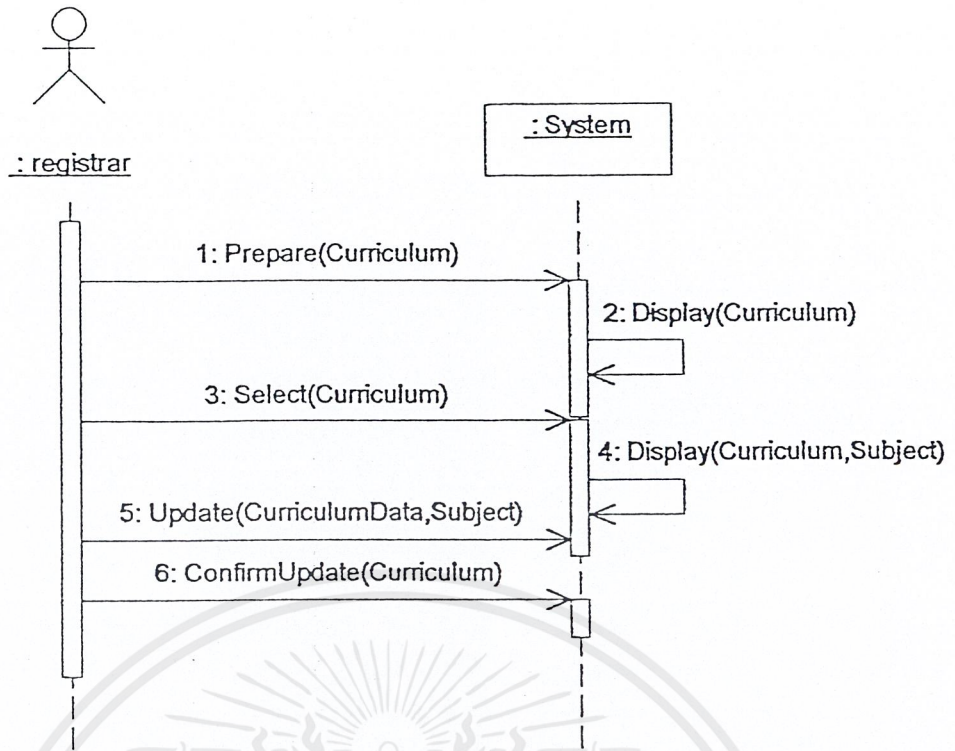 : System
: registrar
1: Prepare(Curriculum)
2: Display(Curriculum)
3: Select(Curriculum)
4: Display(Curriculum,Subject)
5: Update(CurriculumData,Subject)
6: ConfirmUpdate(Curriculum)